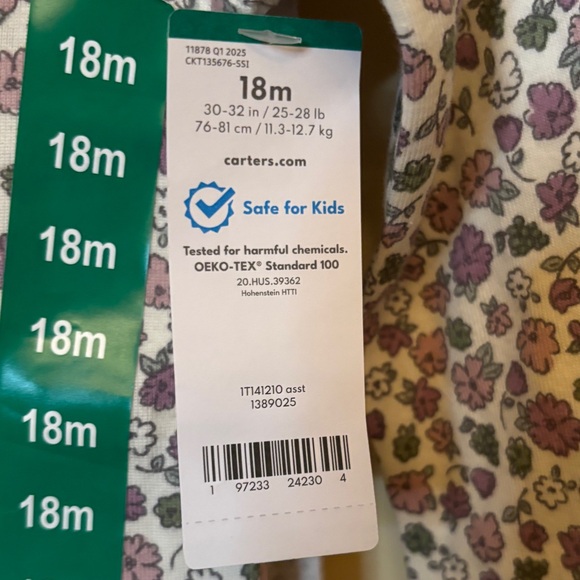 18m
18m
18m
18m
18m
18m
11878 Q1 2025
CKT135676-SSI
18m
30-32 in / 25-28 lb
76-81 cm / 11.3-12.7 kg
carters.com
Safe for Kids
Tested for harmful chemicals.
OEKO-TEX® Standard 100
20.HUS.39362
Hohenstein HTTI
1T141210 asst
1389025
1 97233 24230 4